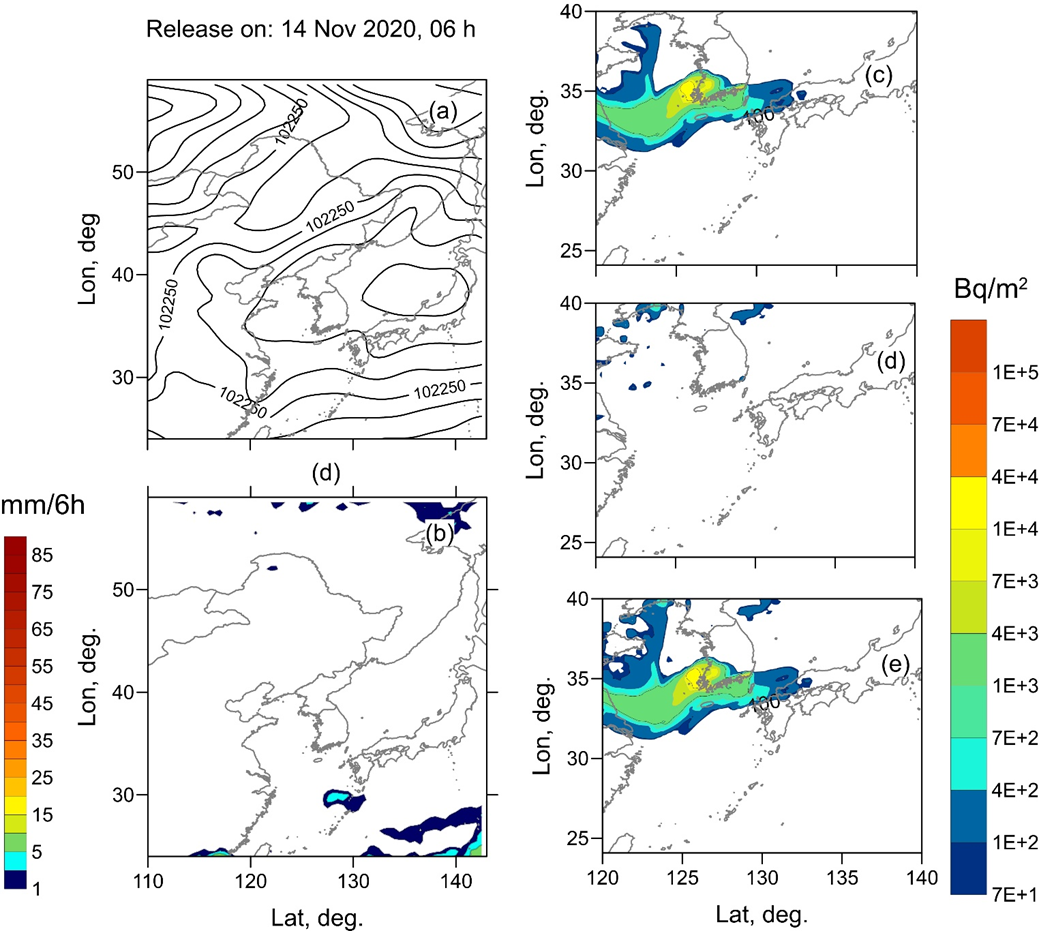 Release on: 14 Nov 2020, 06 h
(a)
102250
102250
102250
102250
102250
50
40
30
Lon, deg
(d)
mm/6h
85
75
65
55
45
35
25
15
5
1
(b)
50
40
30
Lon, deg.
110
120
130
140
Lat, deg.
(c)
100
40
35
30
25
Lon, deg.
(d)
40
35
30
25
Lon, deg.
(e)
100
40
35
30
25
Lon, deg.
120
125
130
135
140
Lat, deg.
Bq/m²
1E+5
7E+4
4E+4
1E+4
7E+3
4E+3
1E+3
7E+2
4E+2
1E+2
7E+1